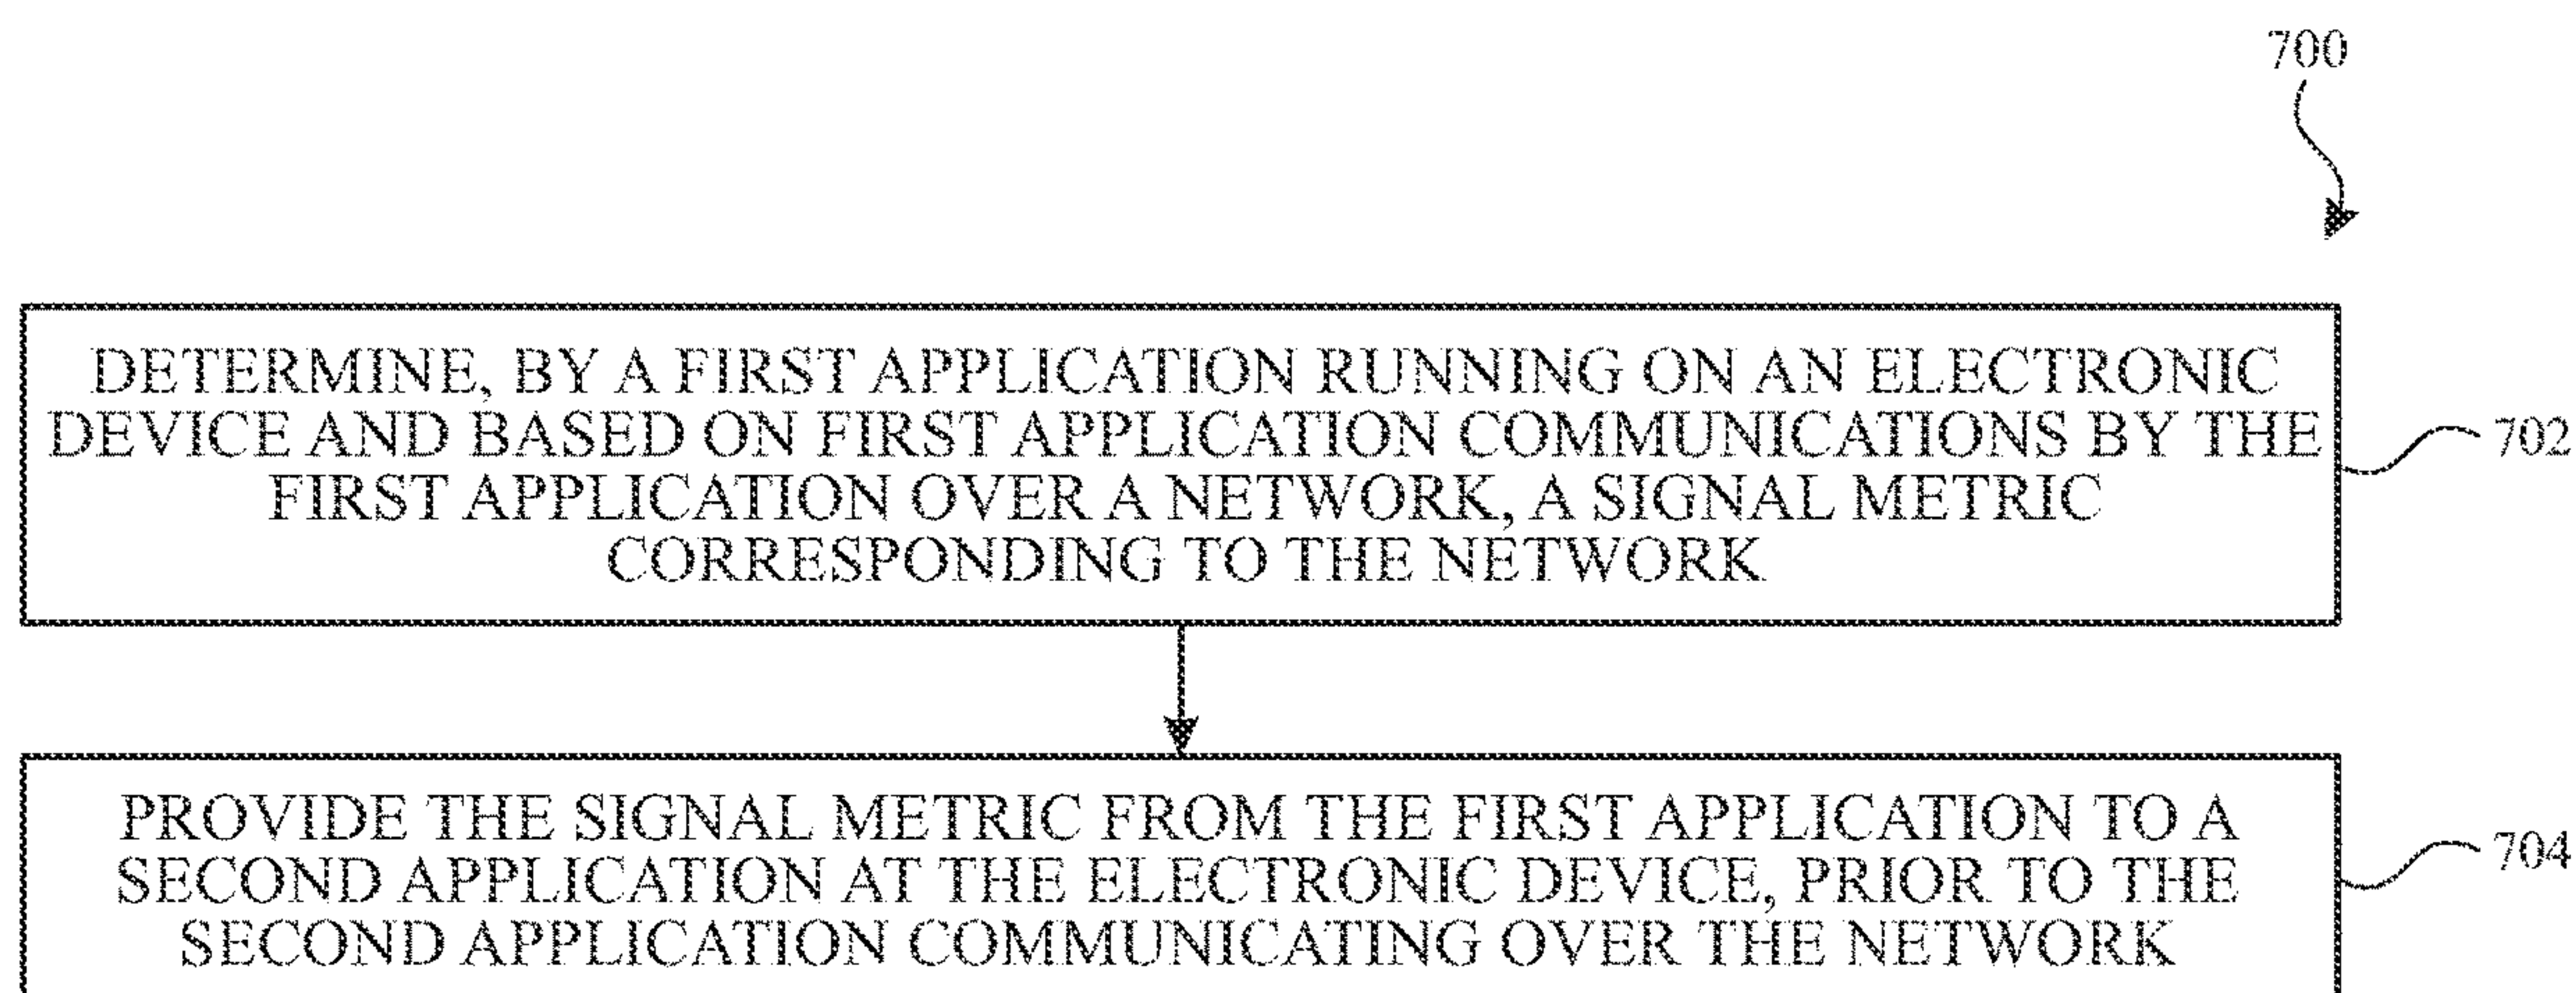 700
DETERMINE, BY A FIRST APPLICATION RUNNING ON AN ELECTRONIC
DEVICE AND BASED ON FIRST APPLICATION COMMUNICATIONS BY THE
FIRST APPLICATION OVER A NETWORK, A SIGNAL METRIC
CORRESPONDING TO THE NETWORK
702
PROVIDE THE SIGNAL METRIC FROM THE FIRST APPLICATION TO A
SECOND APPLICATION AT THE ELECTRONIC DEVICE, PRIOR TO THE
SECOND APPLICATION COMMUNICATING OVER THE NETWORK
704